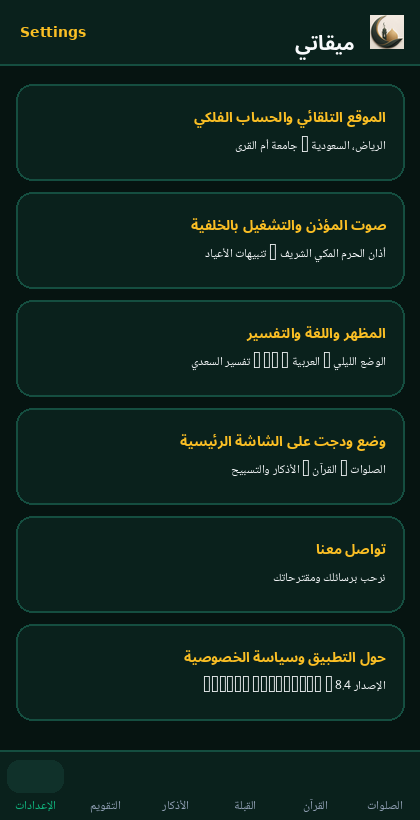 ميقاتي
Settings
الموقع التلقائي والحساب الفلكي
الرياض، السعودية جامعة أم القرى
صوت المؤذن والتشغيل بالخلفية
أذان الحرم المكي الشريف تنبيهات الأعياد
المظهر واللغة والتفسير
الوضع الليلي العربية تفسير السعدي
وضع ودجت على الشاشة الرئيسية
الصلوات القرآن الأذكار والتسبيح
تواصل معنا
نرحب برسائلك ومقترحاتك
حول التطبيق وسياسة الخصوصية
الإصدار 8.4
الصلوات
القرآن
القبلة
الأذكار
التقويم
الإعدادات